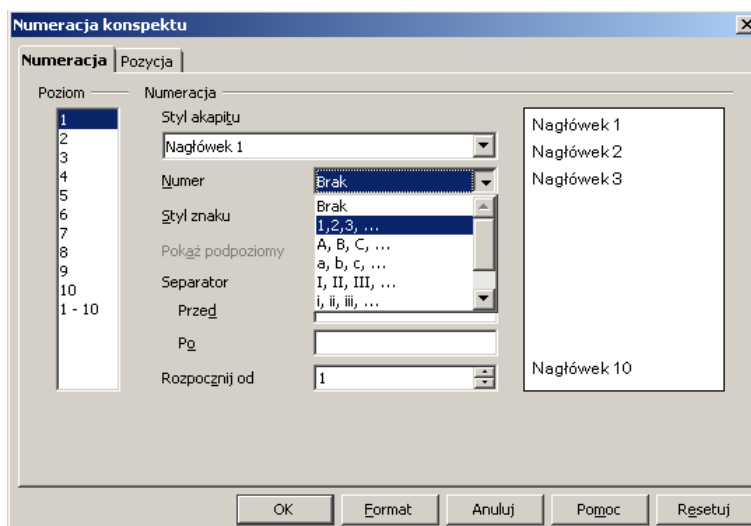 Numeracja konspektu
Numeracja Pozycja
Poziom
1
2
3
4
5
6
7
8
9
10
1 - 10
Numeracja
Styl akapitu
Nagłówek 1
Numer
Brak
Brak
1,2,3, ...
A, B, C, ...
a, b, c, ...
I, II, III, ...
i, ii, iii, ...
Styl znaku
Pokaż podpoziomy
Separator
Przed
Po
Rozpocznij od
1
Nagłówek 1
Nagłówek 2
Nagłówek 3
Nagłówek 10
OK Format Anuluj Pomoc Resetuj